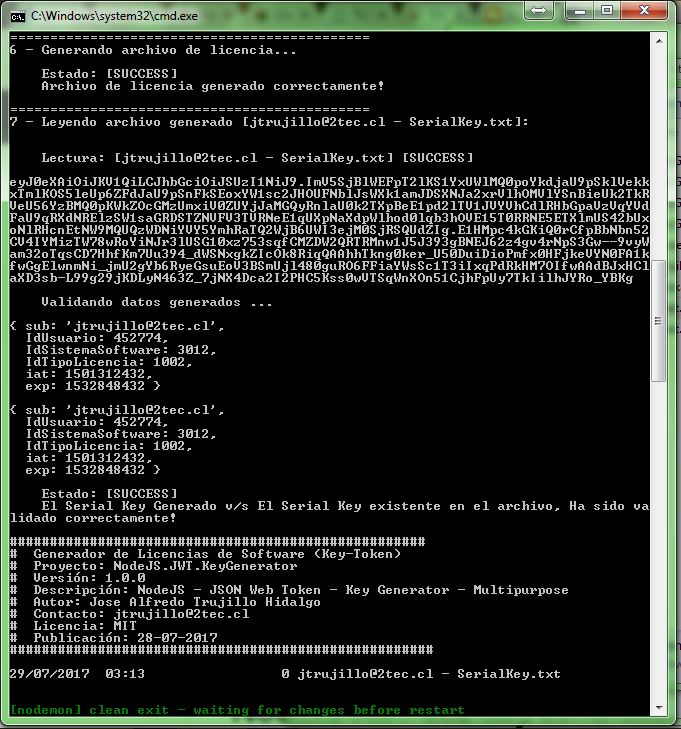 C:\Windows\system32\cmd.exe
=============================================
6 - Generando archivo de licencia...
Estado: [SUCCESS]
Archivo de licencia generado correctamente!
=============================================
7 - Leyendo archivo generado [jtrujillo@2tec.cl - SerialKey.txt]:
Lectura: [jtrujillo@2tec.cl - SerialKey.txt] [SUCCESS]
Validando datos generados ...
{ sub: 'jtrujillo@2tec.cl',
IdUsuario: 452774,
IdSistemaSoftware: 3012,
IdTipoLicencia: 1002,
iat: 1501312432,
exp: 1532848432 }
{ sub: 'jtrujillo@2tec.cl',
IdUsuario: 452774,
IdSistemaSoftware: 3012,
IdTipoLicencia: 1002,
iat: 1501312432,
exp: 1532848432 }
Estado: [SUCCESS]
El Serial Key Generado v/s El Serial Key existente en el archivo, Ha sido va
lidado correctamente!
####################################################
# Generador de Licencias de Software (Key-Token)
# Proyecto: NodeJS.JWT.KeyGenerator
# Versión: 1.0.0
# Descripción: NodeJS - JSON Web Token - Key Generator - Multipurpose
# Autor: Jose Alfredo Trujillo Hidalgo
# Contacto: jtrujillo@2tec.cl
# Licencia: MIT
# Publicación: 28-07-2017
#####################################################
29/07/2017 03:13 0 jtrujillo@2tec.cl - SerialKey.txt
[nodemon] clean exit - waiting for changes before restart